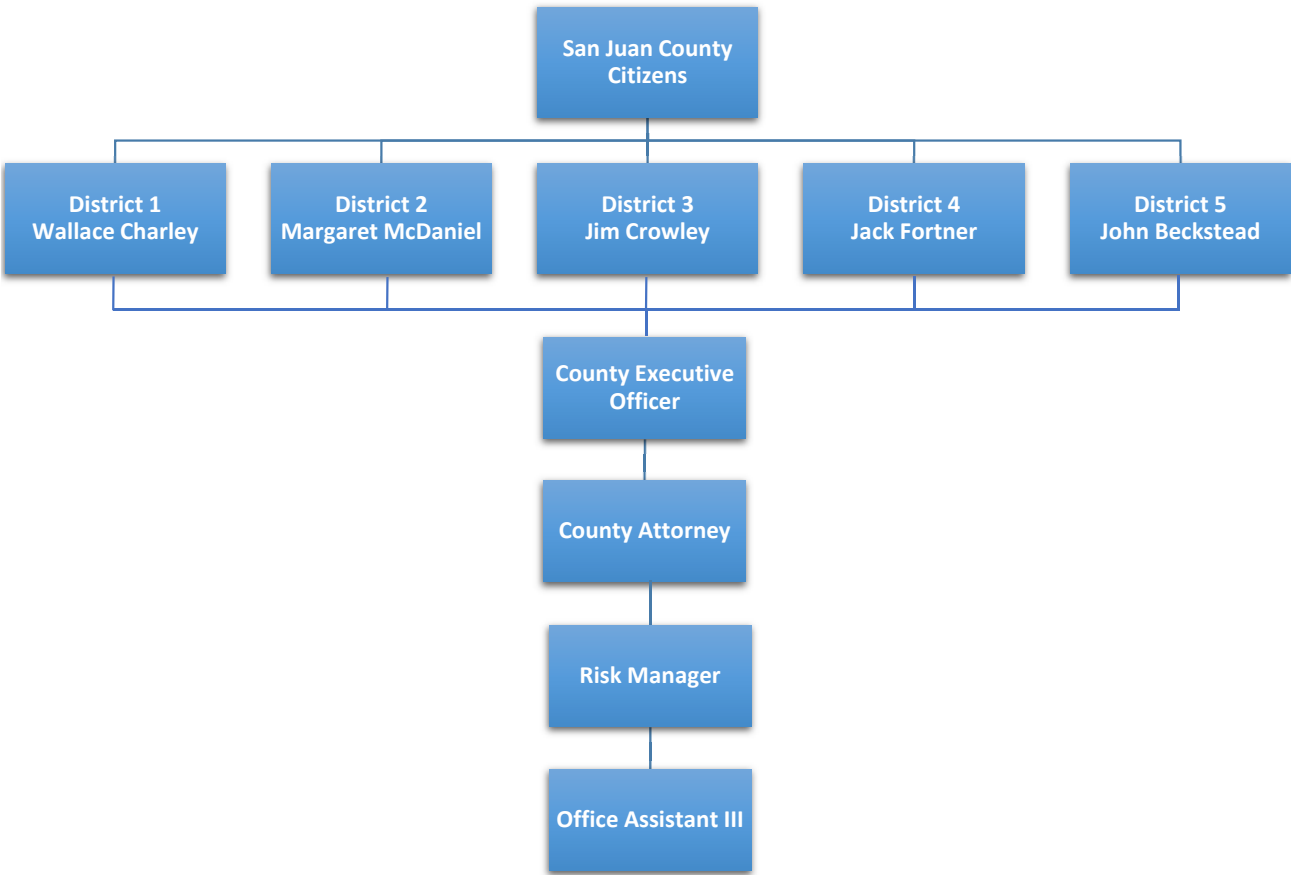 San Juan County
Citizens
District 1
Wallace Charley
District 2
Margaret McDaniel
District 3
Jim Crowley
District 4
Jack Fortner
District 5
John Beckstead
County Executive
Officer
County Attorney
Risk Manager
Office Assistant III